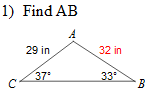 1) Find AB
A
29 in 32 in
C 37° 33° B